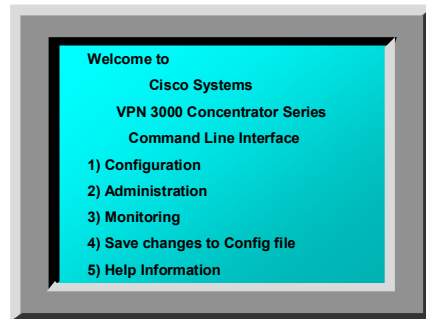 Welcome to
Cisco Systems
VPN 3000 Concentrator Series
Command Line Interface
1) Configuration
2) Administration
3) Monitoring
4) Save changes to Config file
5) Help Information